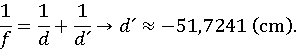 1/f = 1/d + 1/d′ → d′ ≈ −51,7241 (cm).